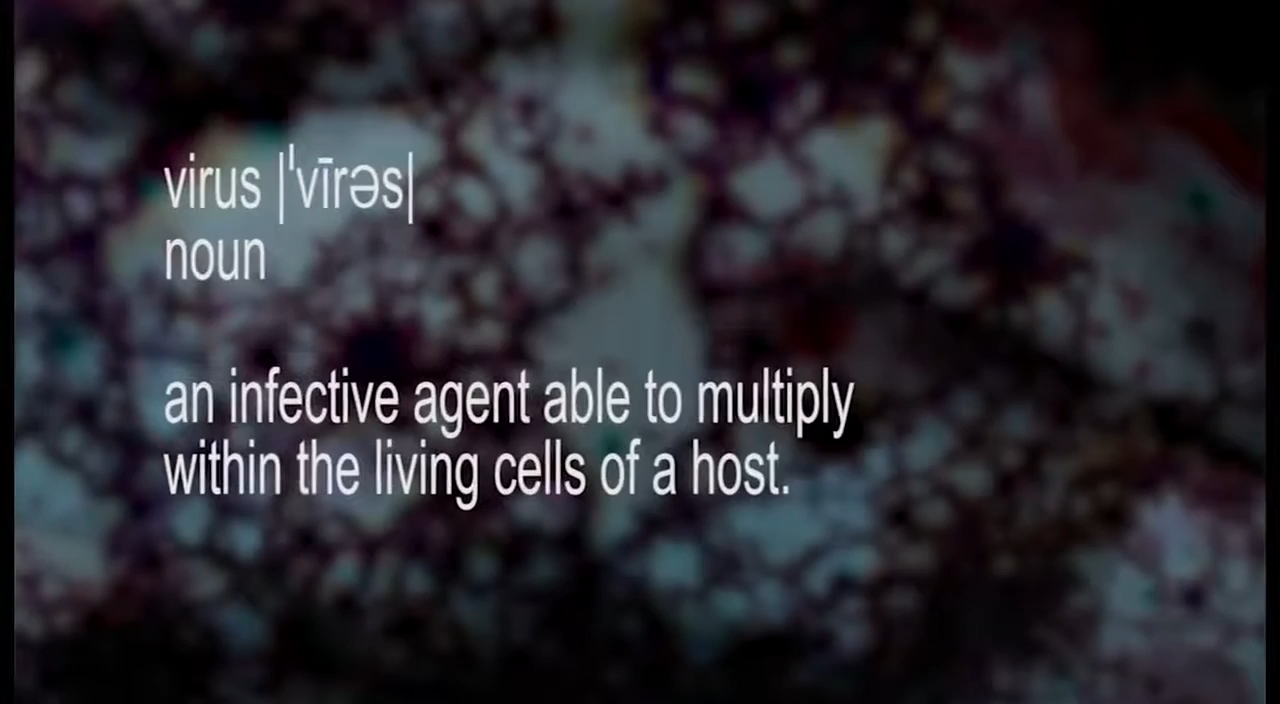 virus |ˈvīrəs|
noun
an infective agent able to multiply
within the living cells of a host.